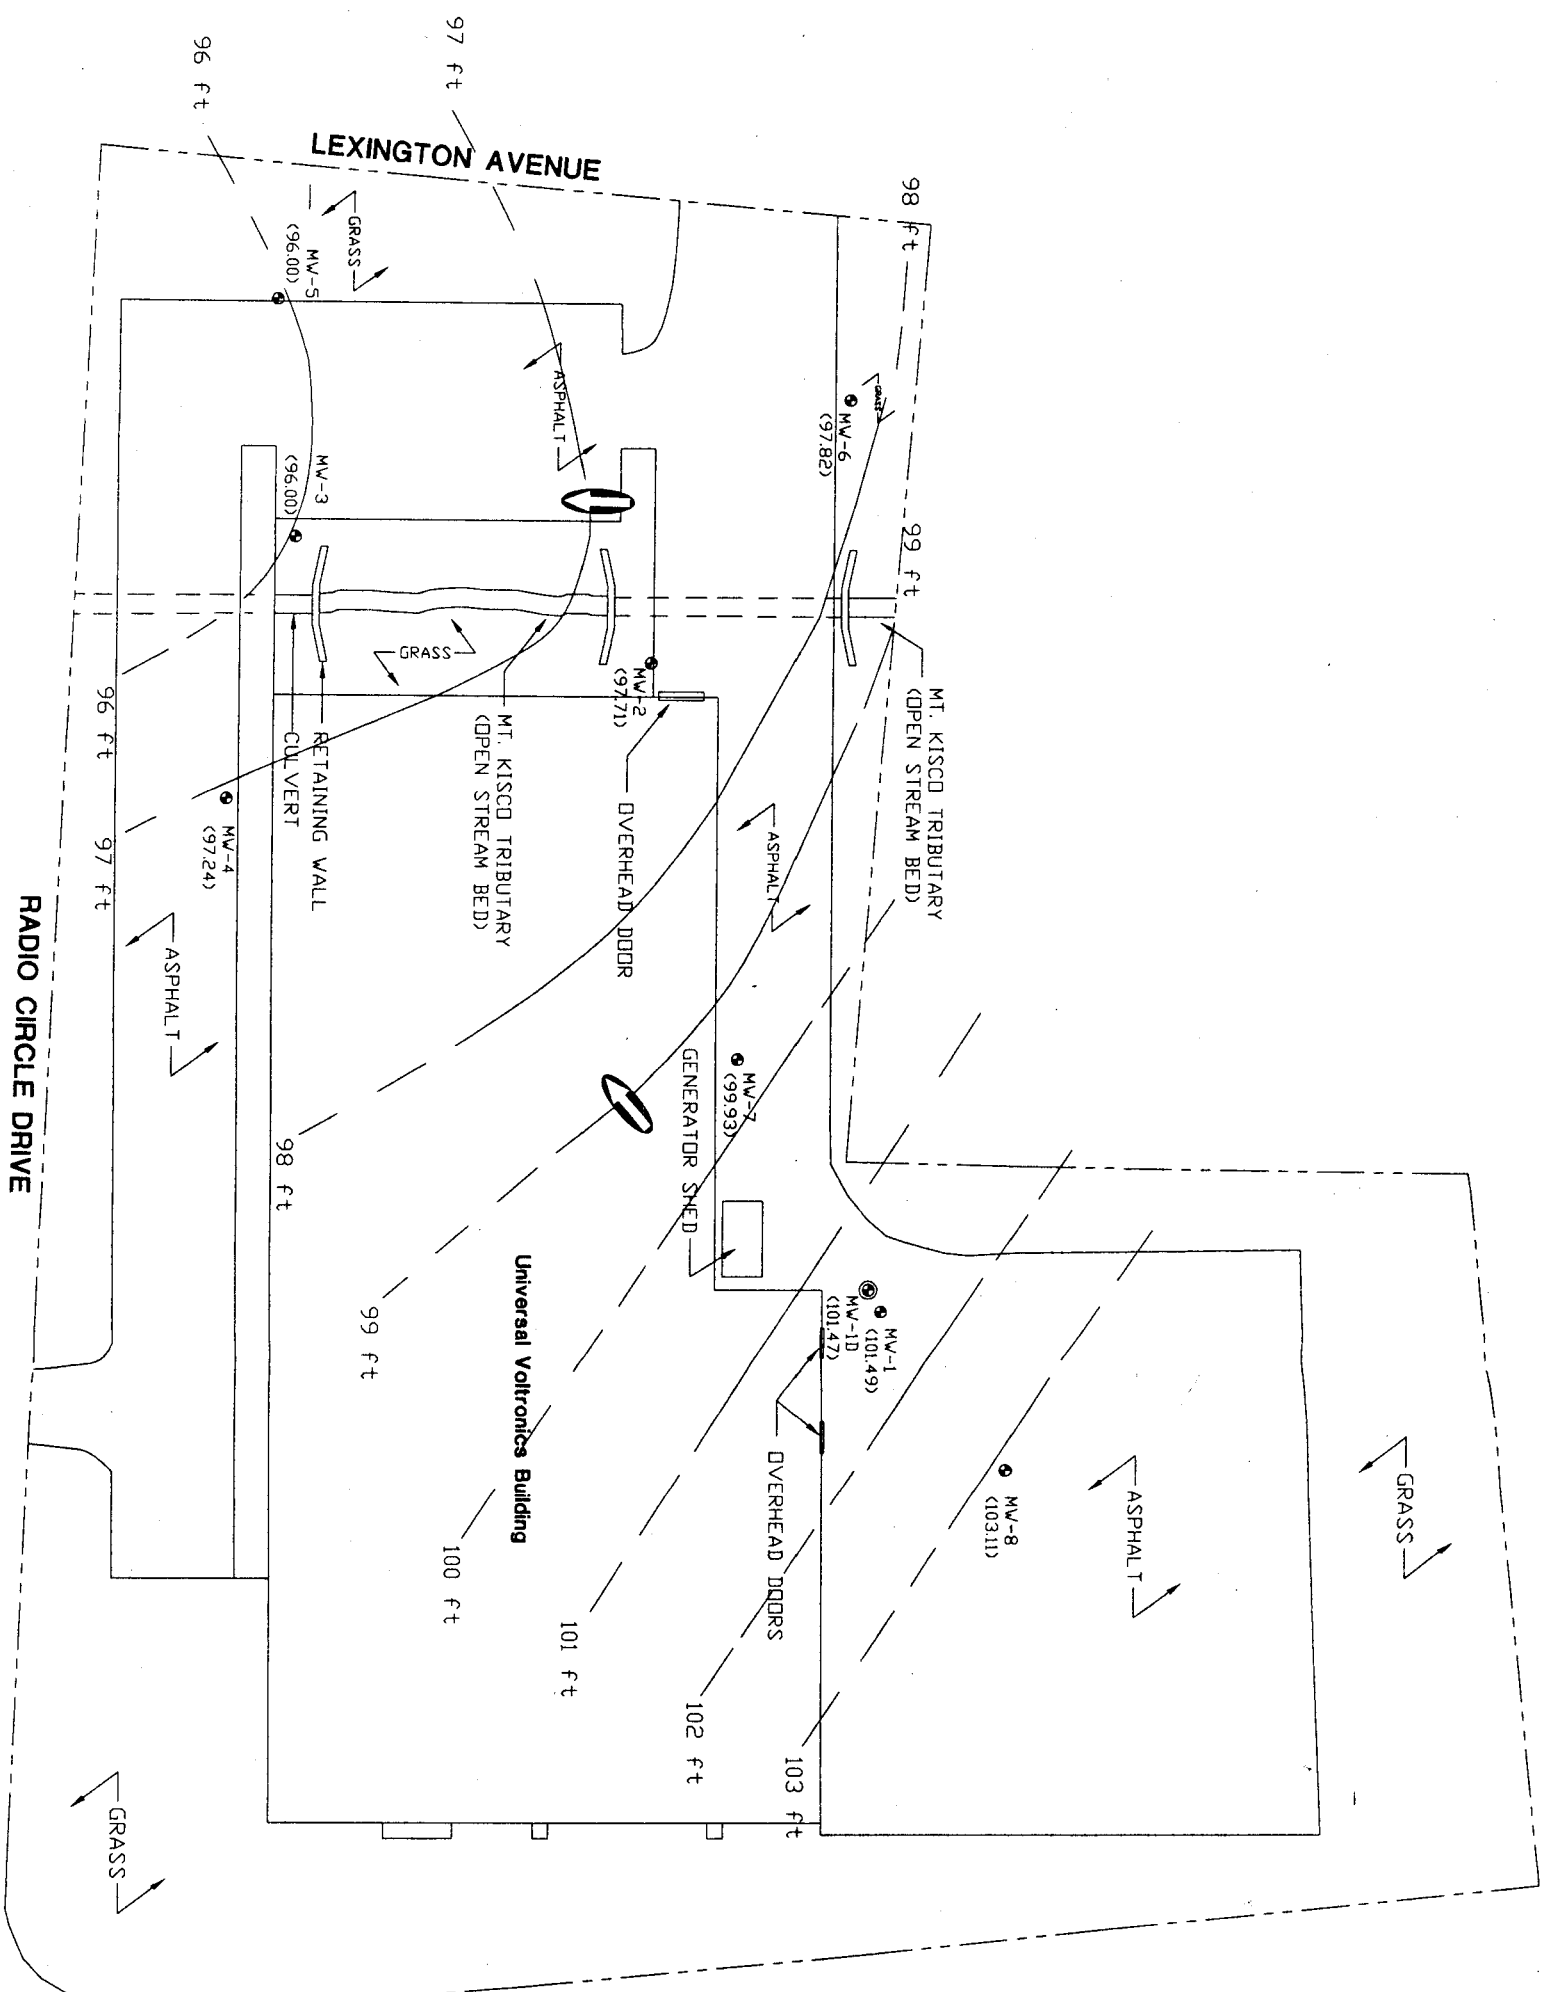 LEXINGTON AVENUE
96 ft
97 ft
98 ft
99 ft
MT. KISCO TRIBUTARY
(OPEN STREAM BED)
GRASS
MW-5
(96.00)
ASPHALT
GRASS
MW-6
(97.82)
MW-3
(96.00)
GRASS
MW-2
(97.71)
MT. KISCO TRIBUTARY
(OPEN STREAM BED)
RETAINING WALL
CULVERT
OVERHEAD DOOR
ASPHALT
96 ft
97 ft
MW-4
(97.24)
ASPHALT
RADIO CIRCLE DRIVE
MW-7
(99.93)
GENERATOR SHED
98 ft
99 ft
100 ft
101 ft
102 ft
103 ft
Universal Voltronics Building
MW-1
(101.49)
MW-1D
(101.47)
OVERHEAD DOORS
MW-8
(103.11)
ASPHALT
GRASS
GRASS